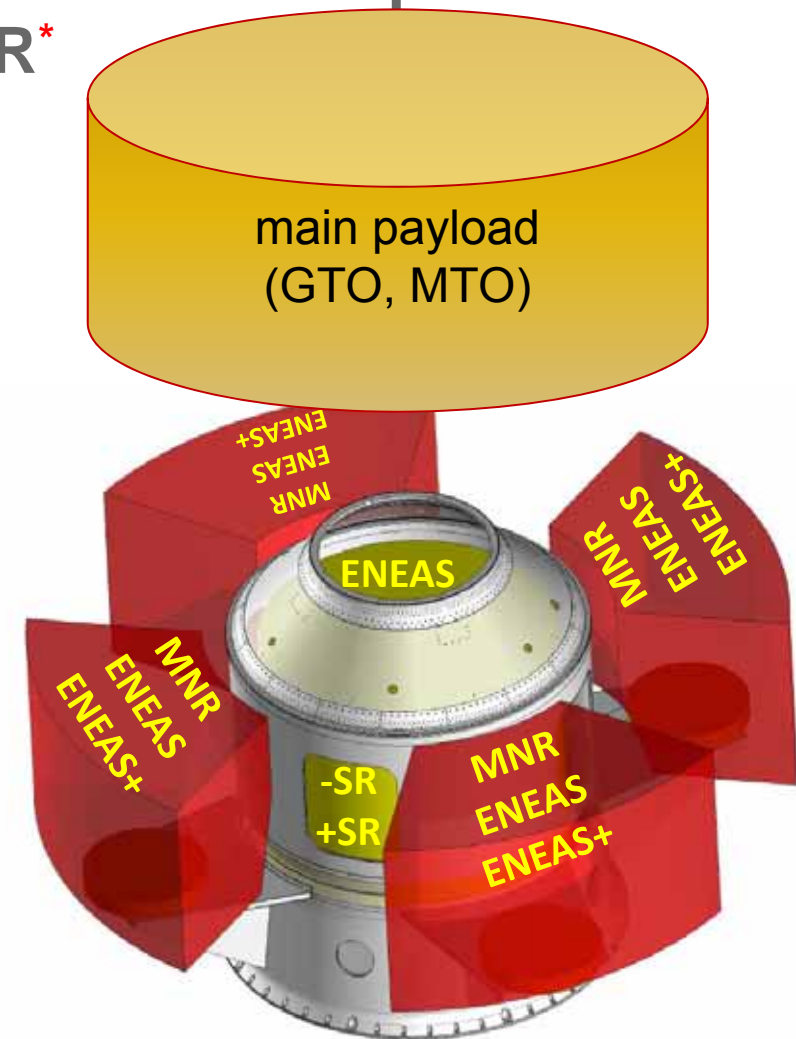 R*
main payload
(GTO, MTO)
ENEAS+
ENEAS
MNR
MNR
ENEAS
ENEAS+
ENEAS
MNR
ENEAS
ENEAS+
-SR
+SR
MNR
ENEAS
ENEAS+